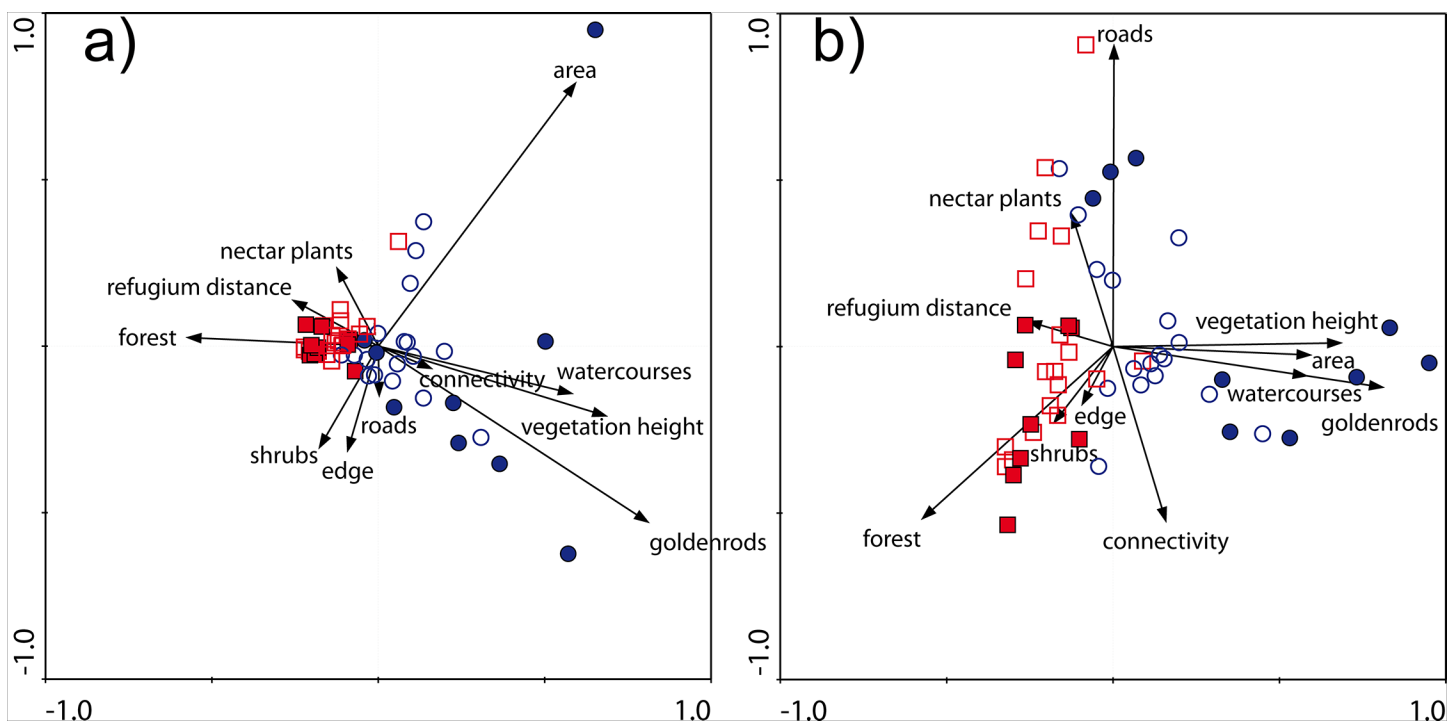 a)
1.0
area
nectar plants
refugium distance
forest
connectivity
watercourses
roads
vegetation height
shrubs
edge
goldenrods
-1.0
-1.0
1.0
b)
1.0
roads
nectar plants
refugium distance
vegetation height
area
watercourses
edge
goldenrods
shrubs
forest
connectivity
-1.0
-1.0
1.0